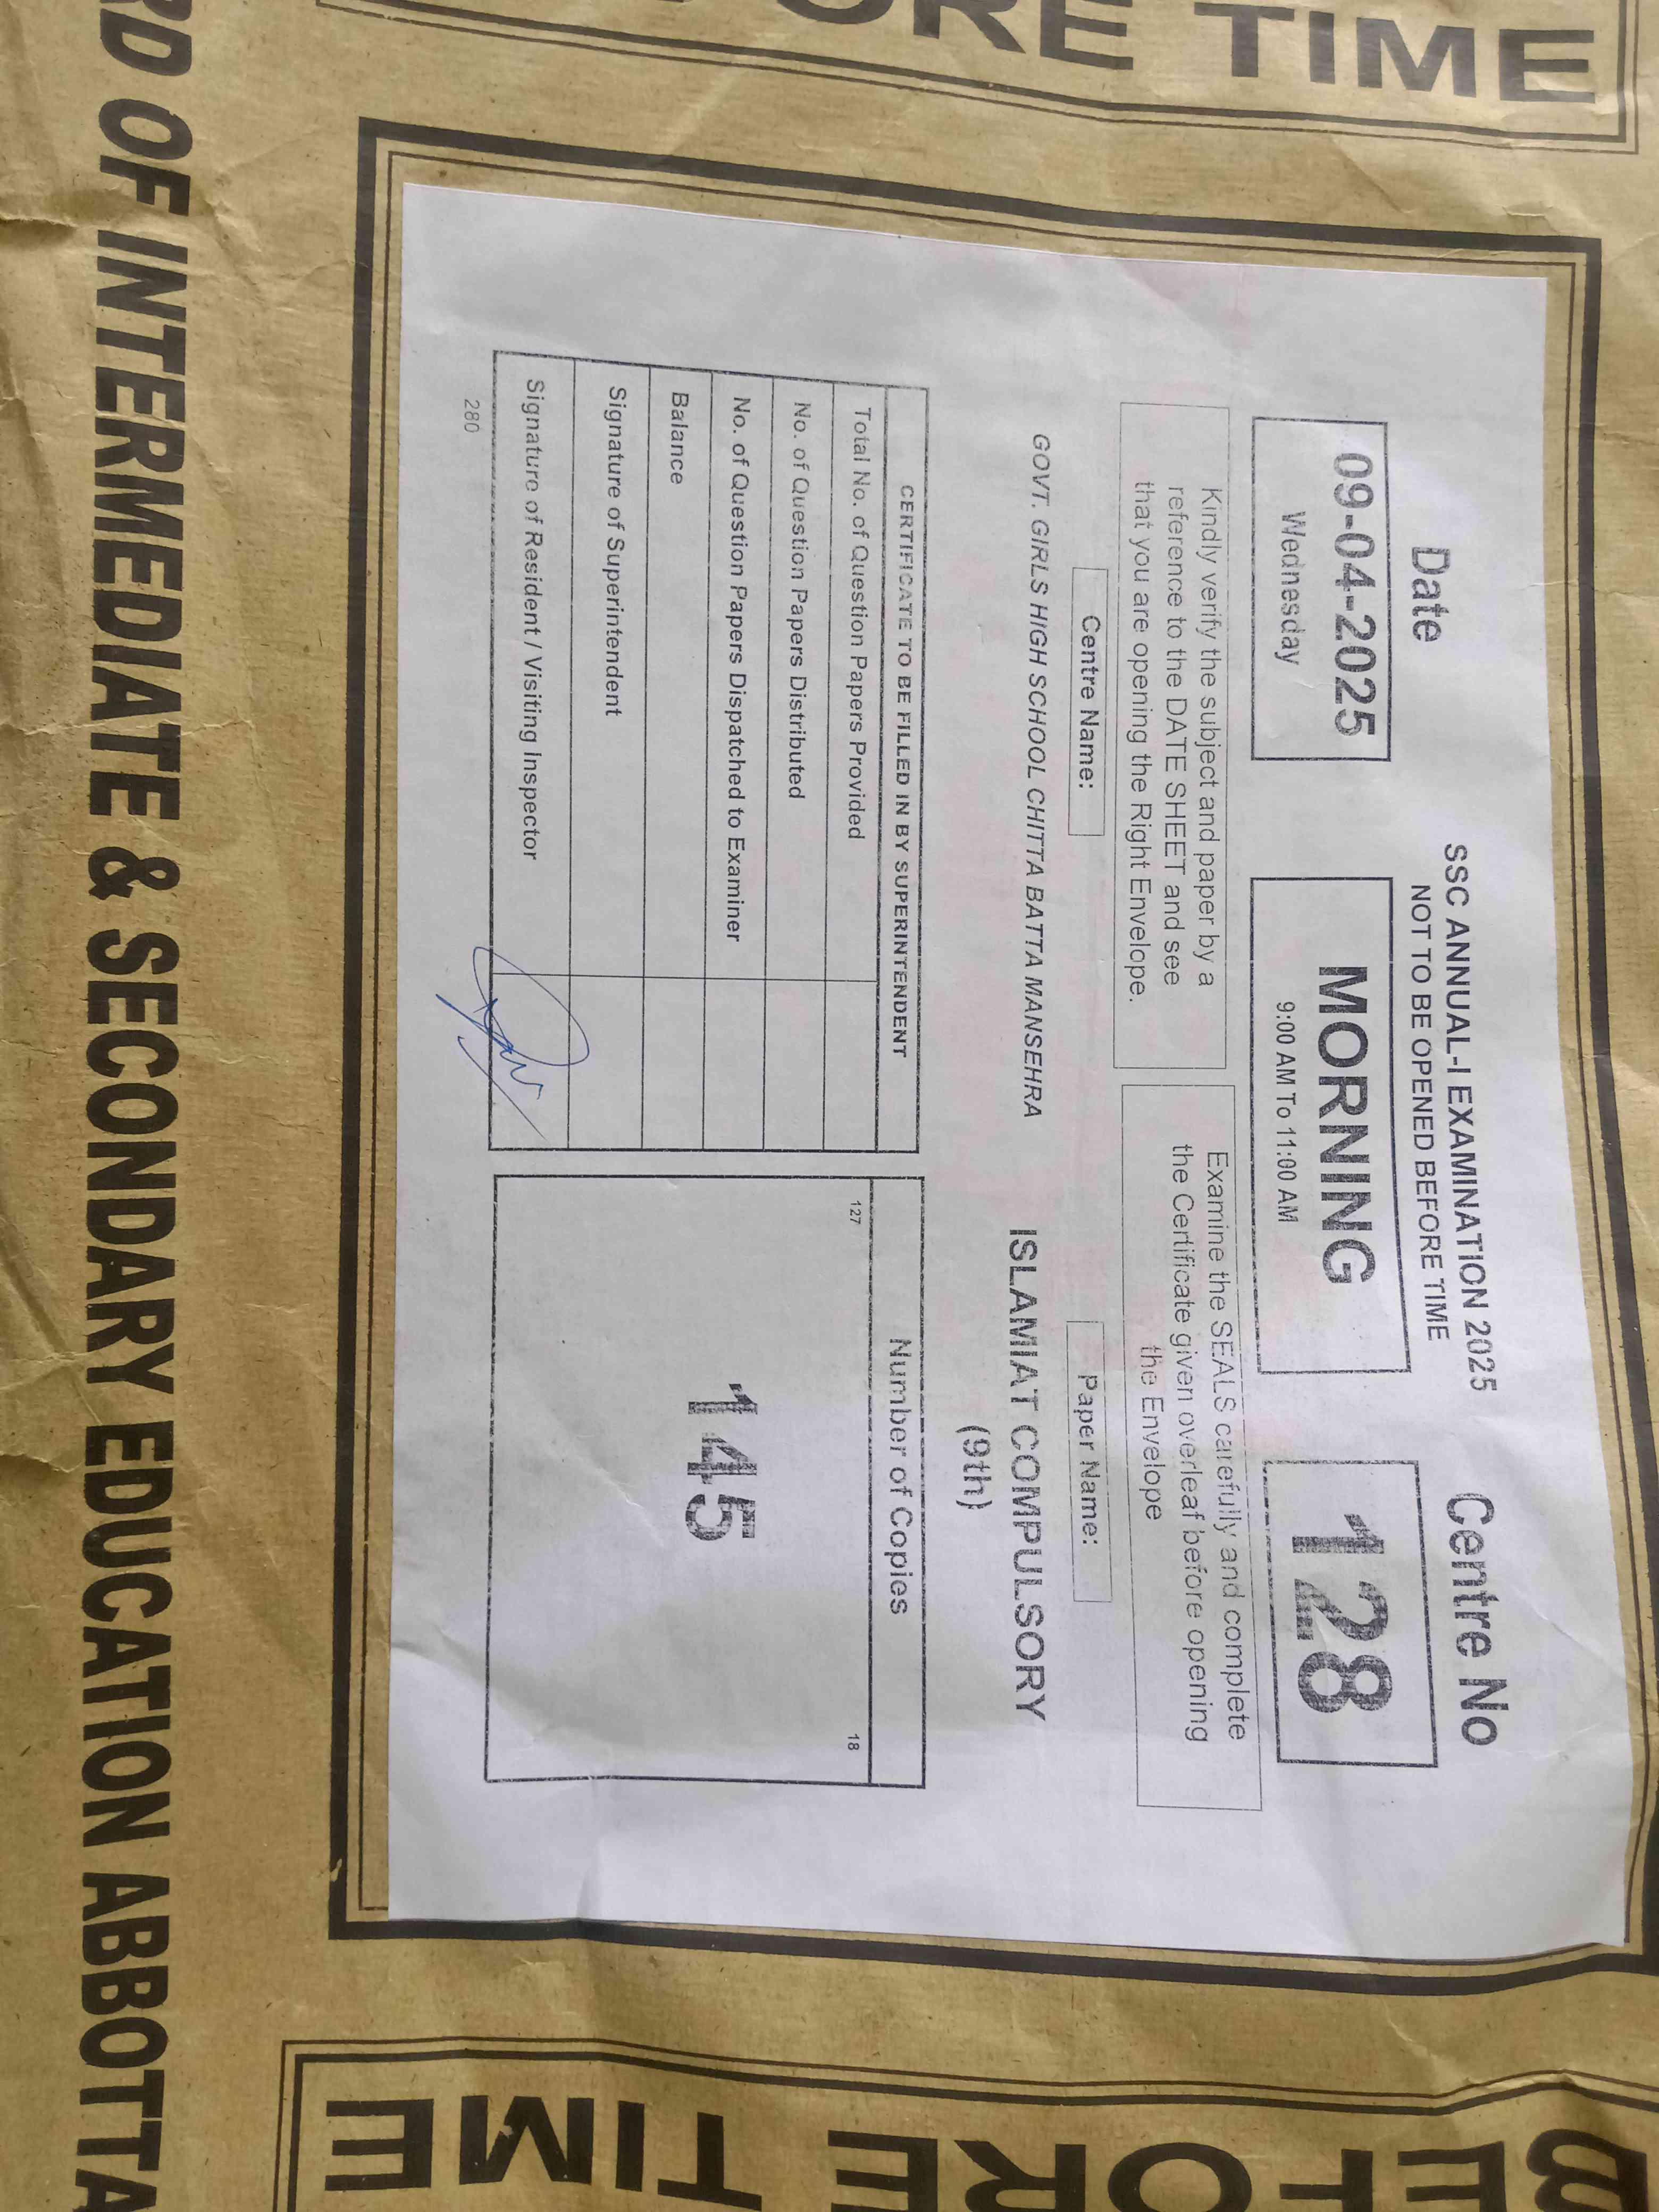 ORE TIME
SSC ANNUAL-I EXAMINATION 2025
NOT TO BE OPENED BEFORE TIME
Date
09-04-2025
Wednesday
MORNING
9:00 AM To 11:00 AM
Centre No
128
Kindly verify the subject and paper by a
reference to the DATE SHEET and see
that you are opening the Right Envelope.
Examine the SEALS carefully and complete
the Certificate given overleaf before opening
the Envelope
Centre Name:
GOVT. GIRLS HIGH SCHOOL CHITTA BATTA MANSEHRA
Paper Name:
ISLAMIAT COMPULSORY
(9th)
CERTIFICATE TO BE FILLED IN BY SUPERINTENDENT
Total No. of Question Papers Provided
No. of Question Papers Distributed
No. of Question Papers Dispatched to Examiner
Balance
Signature of Superintendent
Signature of Resident / Visiting Inspector
280
Number of Copies
127
18
145
RD OF INTERMEDIATE & SECONDARY EDUCATION ABBOTTA
TIME